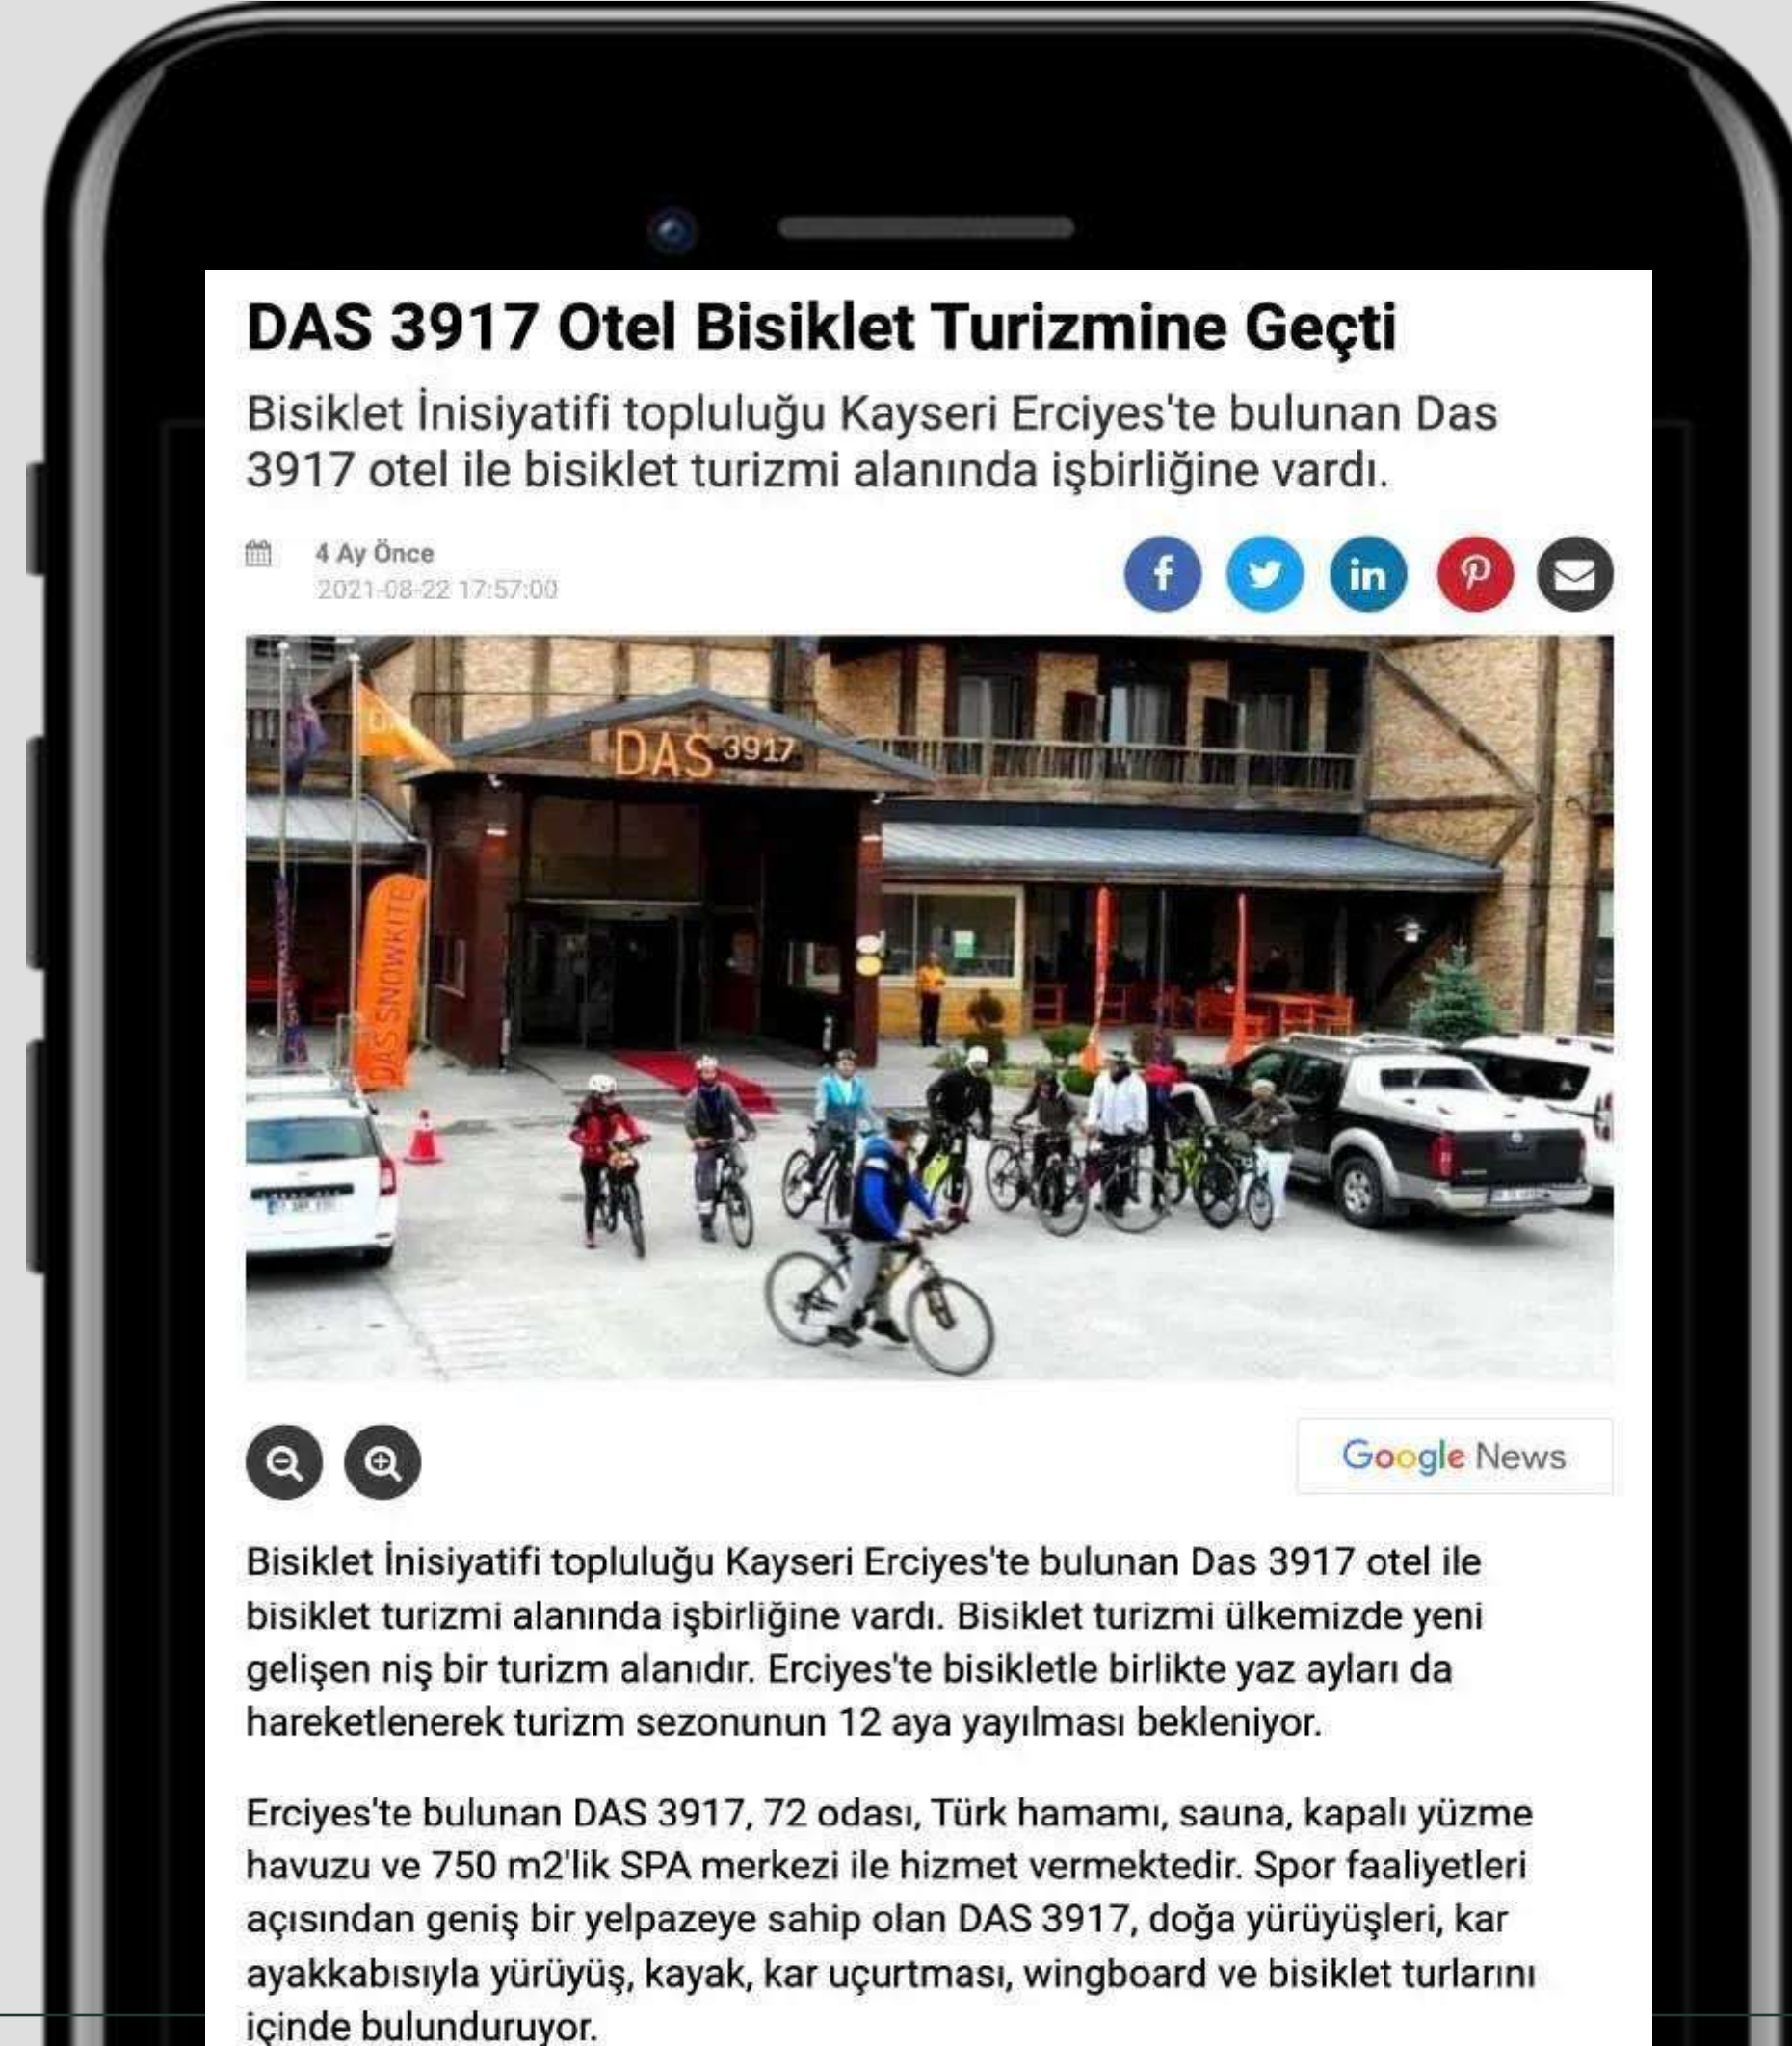 DAS 3917 Otel Bisiklet Turizmine Geçti
Bisiklet İnisiyatifi topluluğu Kayseri Erciyes'te bulunan Das
3917 otel ile bisiklet turizmi alanında işbirliğine vardı.
4 Ay Önce
2021-08-22 17:57:00
DAS 3917
DAS SNOWKITE
Google News
Bisiklet İnisiyatifi topluluğu Kayseri Erciyes'te bulunan Das 3917 otel ile
bisiklet turizmi alanında işbirliğine vardı. Bisiklet turizmi ülkemizde yeni
gelişen niş bir turizm alanıdır. Erciyes'te bisikletle birlikte yaz ayları da
hareketlenerek turizm sezonunun 12 aya yayılması bekleniyor.
Erciyes'te bulunan DAS 3917, 72 odası, Türk hamamı, sauna, kapalı yüzme
havuzu ve 750 m2'lik SPA merkezi ile hizmet vermektedir. Spor faaliyetleri
açısından geniş bir yelpazeye sahip olan DAS 3917, doğa yürüyüşleri, kar
ayakkabısıyla yürüyüş, kayak, kar uçurtması, wingboard ve bisiklet turlarını
içinde bulunduruyor.